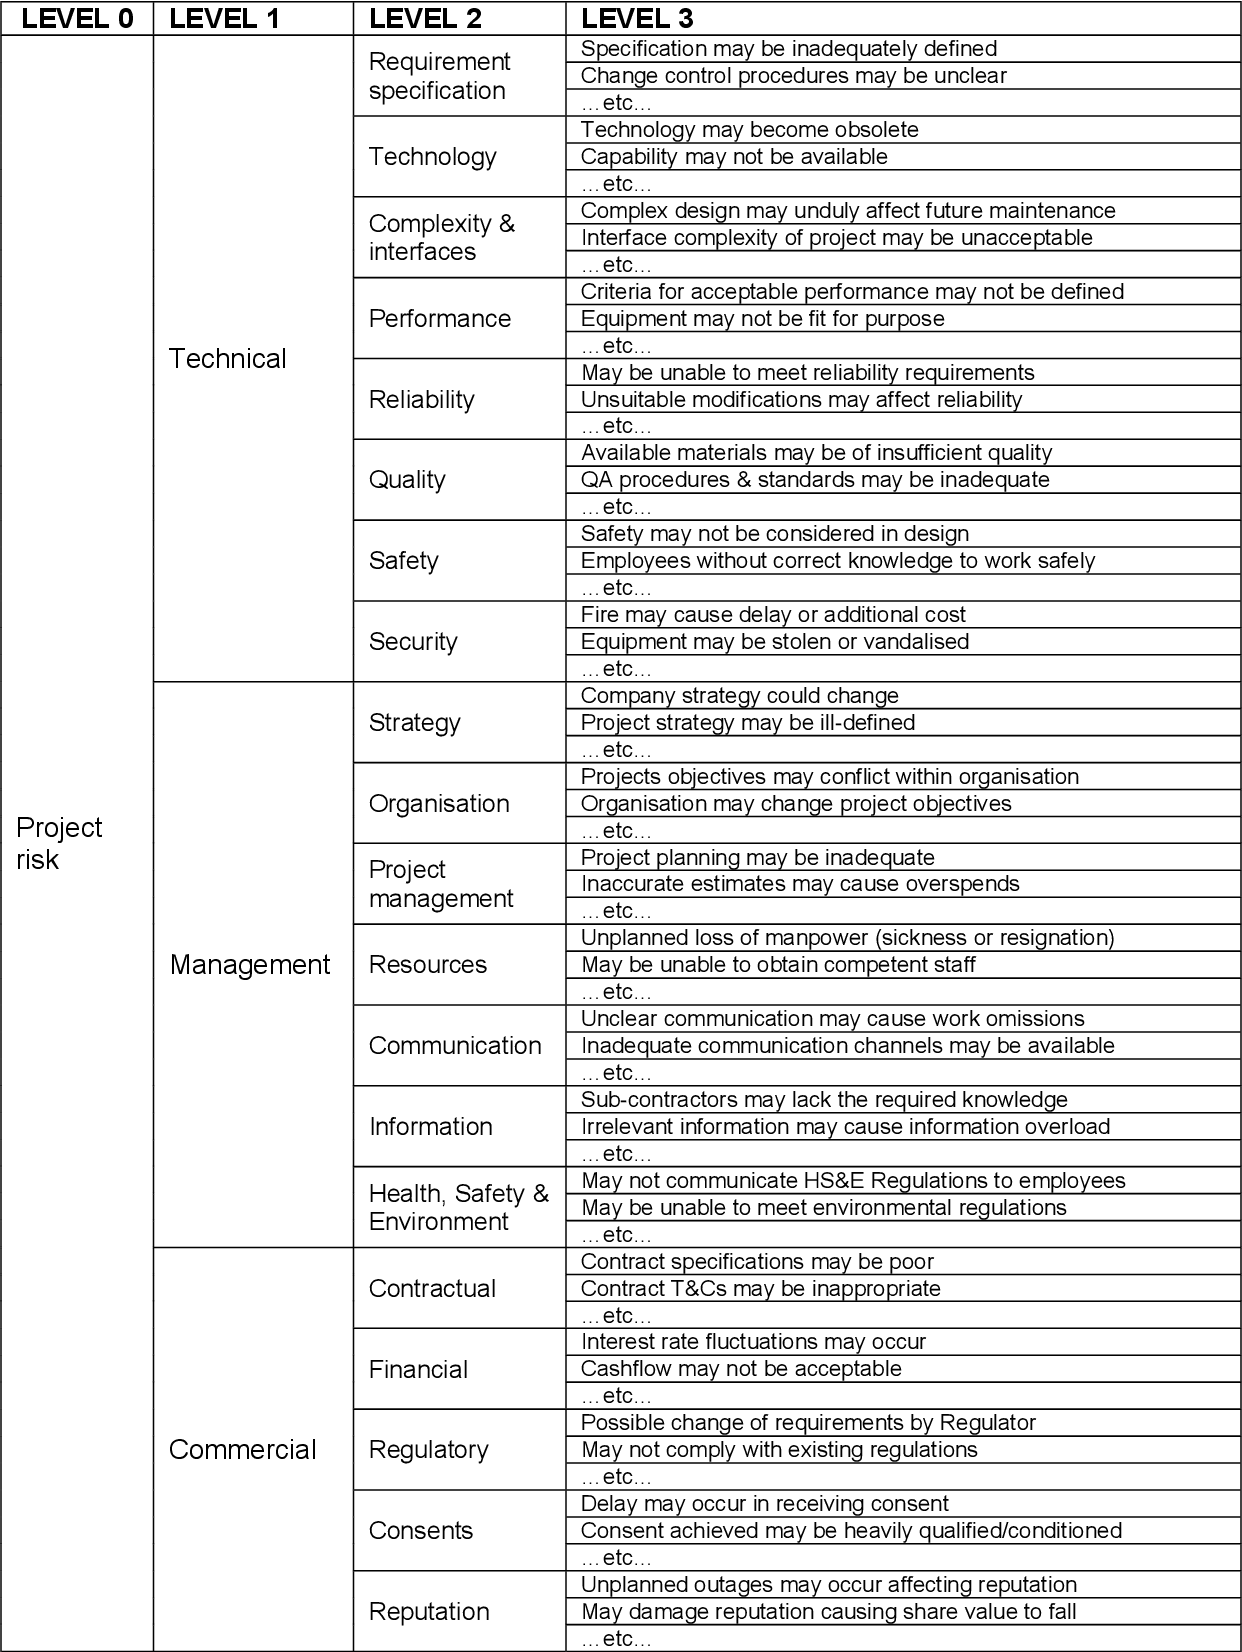 LEVEL 0 LEVEL 1 LEVEL 2 LEVEL 3
Project
risk
Technical
Requirement
specification
Specification may be inadequately defined
Change control procedures may be unclear
...etc...
Technology
Technology may become obsolete
Capability may not be available
...etc...
Complexity &
interfaces
Complex design may unduly affect future maintenance
Interface complexity of project may be unacceptable
...etc...
Performance
Criteria for acceptable performance may not be defined
Equipment may not be fit for purpose
...etc...
Reliability
May be unable to meet reliability requirements
Unsuitable modifications may affect reliability
...etc...
Quality
Available materials may be of insufficient quality
QA procedures & standards may be inadequate
...etc...
Safety
Safety may not be considered in design
Employees without correct knowledge to work safely
...etc...
Security
Fire may cause delay or additional cost
Equipment may be stolen or vandalised
...etc...
Management
Strategy
Company strategy could change
Project strategy may be ill-defined
...etc...
Organisation
Projects objectives may conflict within organisation
Organisation may change project objectives
...etc...
Project
management
Project planning may be inadequate
Inaccurate estimates may cause overspends
...etc...
Resources
Unplanned loss of manpower (sickness or resignation)
May be unable to obtain competent staff
...etc...
Communication
Unclear communication may cause work omissions
Inadequate communication channels may be available
...etc...
Information
Sub-contractors may lack the required knowledge
Irrelevant information may cause information overload
...etc...
Health, Safety &
Environment
May not communicate HS&E Regulations to employees
May be unable to meet environmental regulations
...etc...
Commercial
Contractual
Contract specifications may be poor
Contract T&Cs may be inappropriate
...etc...
Financial
Interest rate fluctuations may occur
Cashflow may not be acceptable
...etc...
Regulatory
Possible change of requirements by Regulator
May not comply with existing regulations
...etc...
Consents
Delay may occur in receiving consent
Consent achieved may be heavily qualified/conditioned
...etc...
Reputation
Unplanned outages may occur affecting reputation
May damage reputation causing share value to fall
...etc...